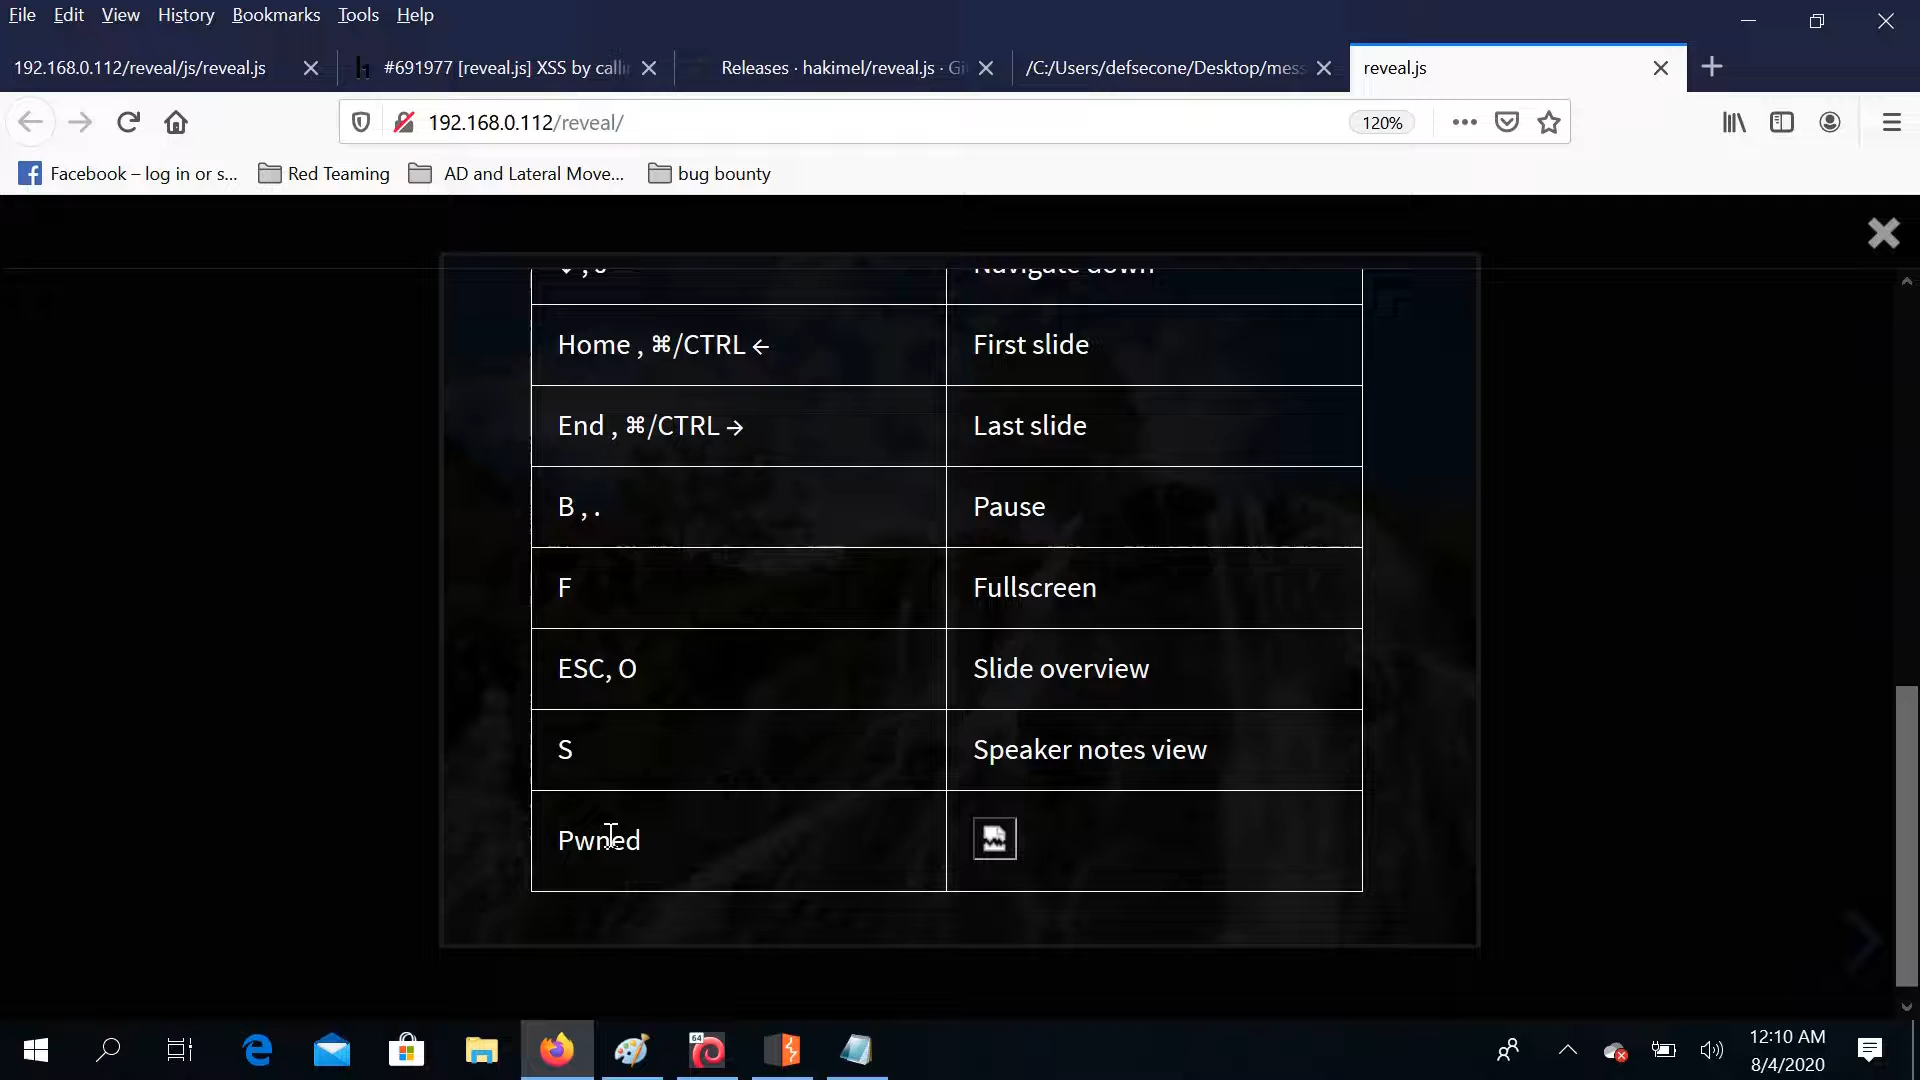 File Edit View History Bookmarks Tools Help
192.168.0.112/reveal/js/reveal.js
#691977 [reveal.js] XSS by calli
Releases · hakimel/reveal.js · Gi
/C:/Users/defsecone/Desktop/mess
reveal.js
192.168.0.112/reveal/
120%
Facebook – log in or s...
Red Teaming
AD and Lateral Move...
bug bounty
Navigate down
Home , ⌘/CTRL ← First slide
End , ⌘/CTRL → Last slide
B , . Pause
F Fullscreen
ESC, O Slide overview
S Speaker notes view
Pwned
64
12:10 AM
8/4/2020